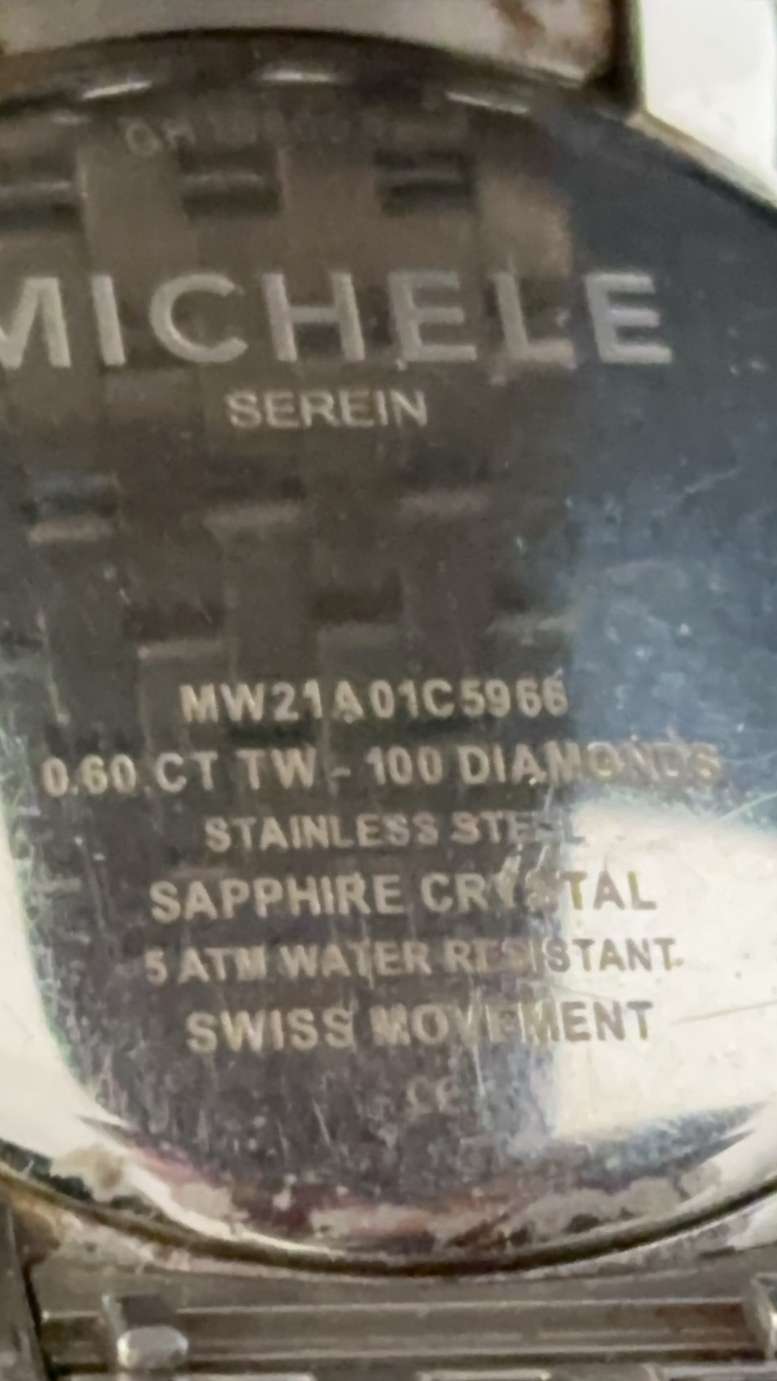 MICHELE
SEREIN
MW21A01C5966
0.60 CT TW - 100 DIAMONDS
STAINLESS STEEL
SAPPHIRE CRYSTAL
5 ATM WATER RESISTANT
SWISS MOVEMENT
CE